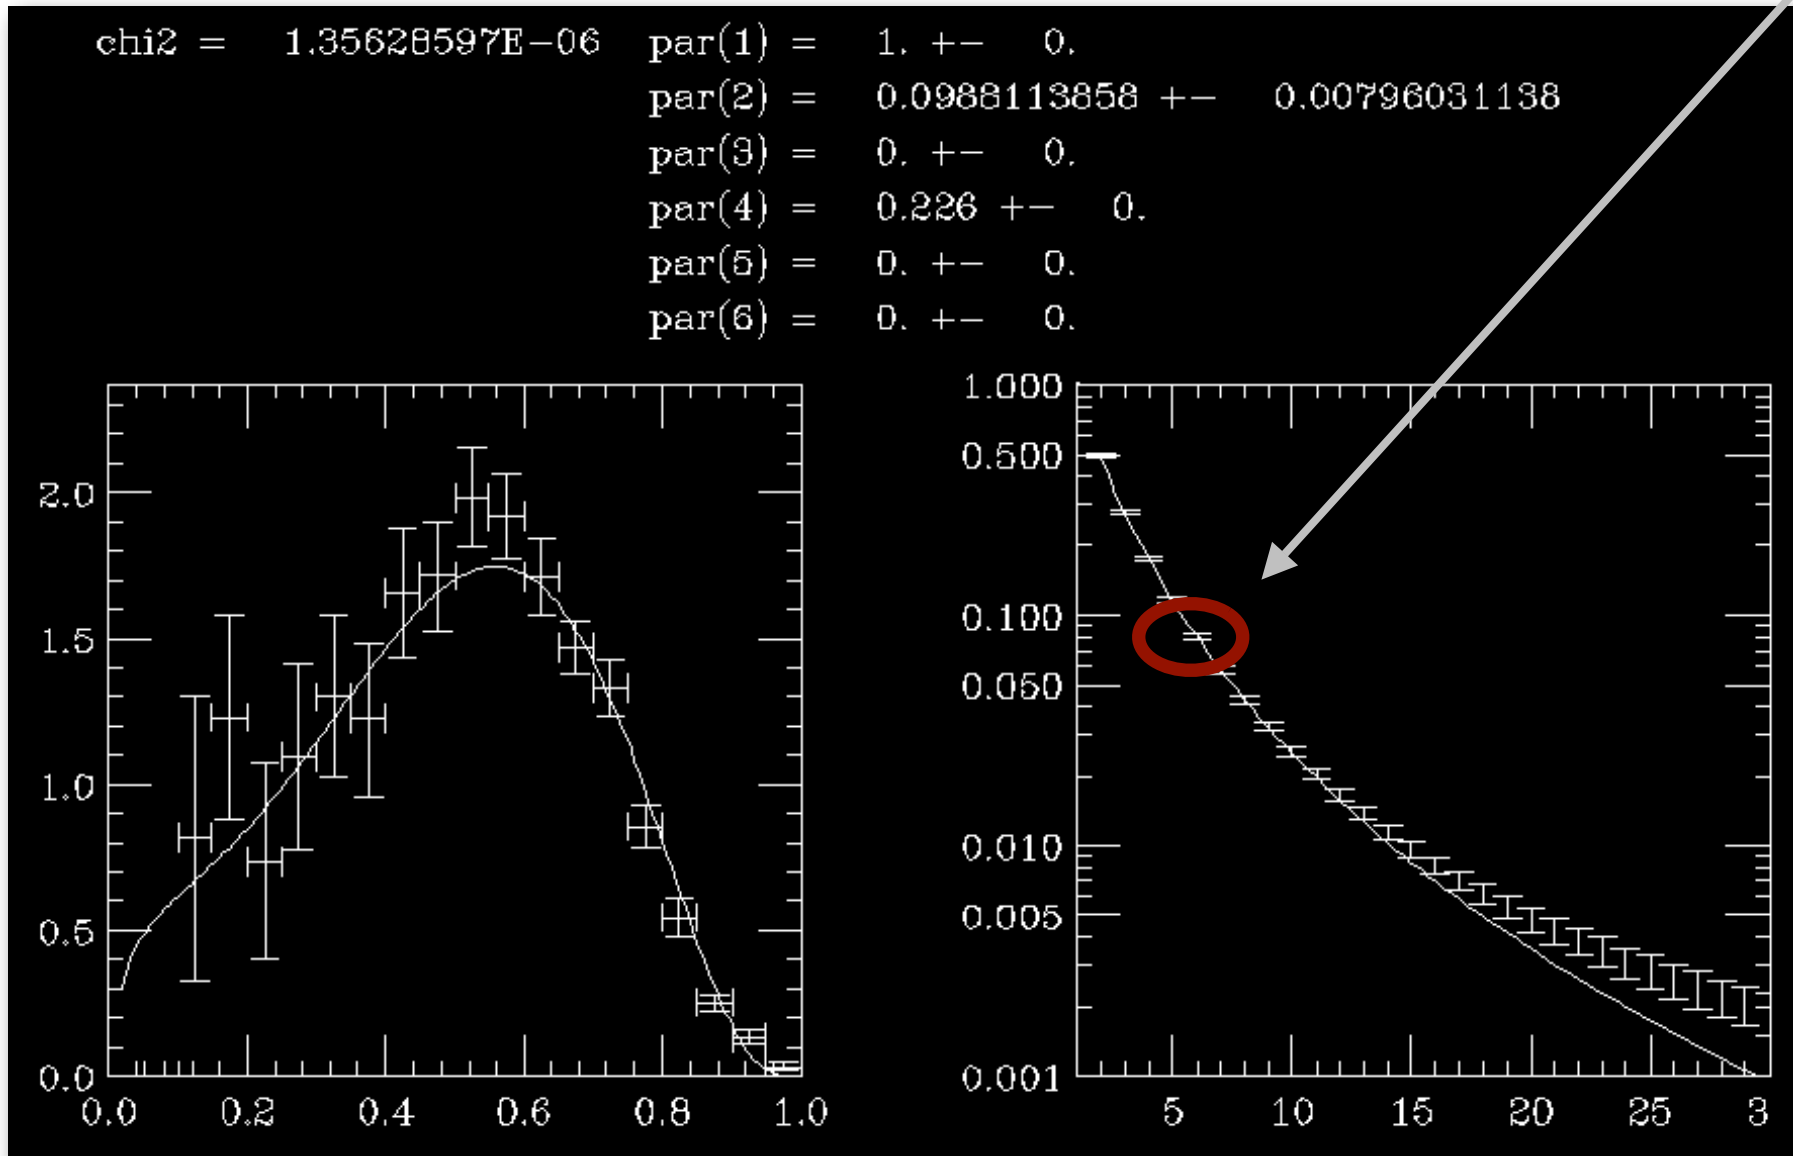 chi2 = 1.35628597E-06 par(1) = 1. +- 0.
par(2) = 0.0988113858 +- 0.00796031138
par(3) = 0. +- 0.
par(4) = 0.226 +- 0.
par(5) = 0. +- 0.
par(6) = 0. +- 0.
2.0
1.5
1.0
0.5
0.0
0.0 0.2 0.4 0.6 0.8 1.0
1.000
0.500
0.100
0.050
0.010
0.005
0.001
5 10 15 20 25 3